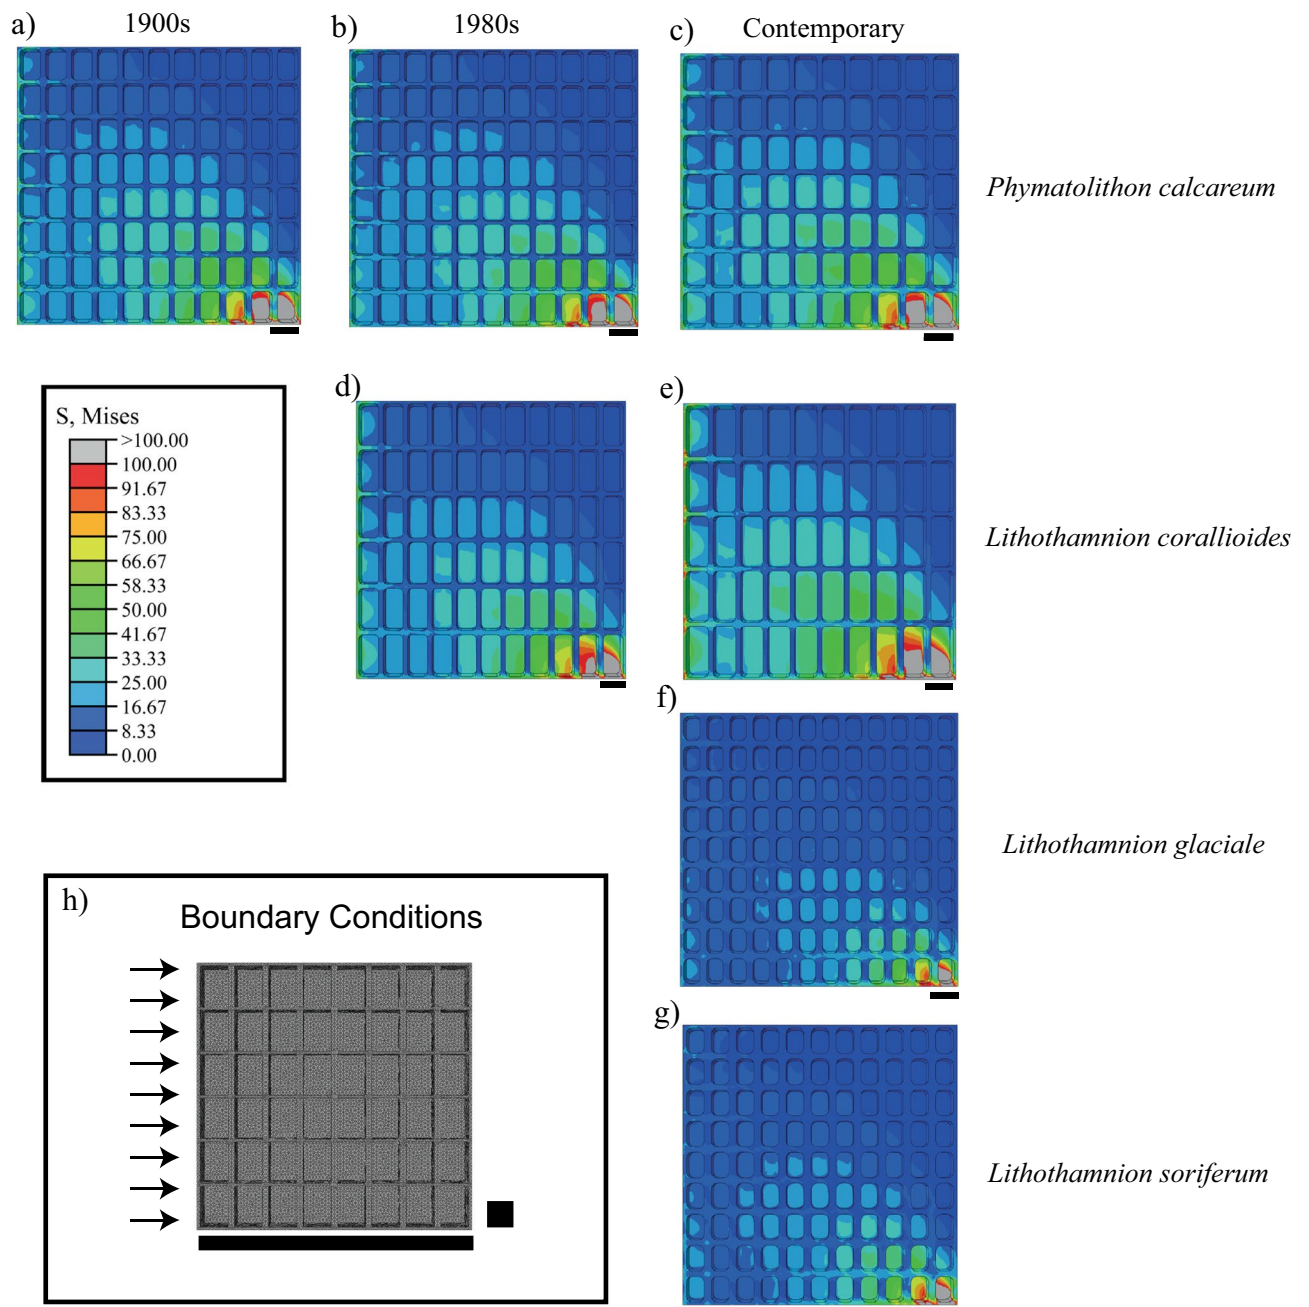 a)
1900s
b)
1980s
c)
Contemporary
Phymatolithon calcareum
d)
e)
Lithothamnion corallioides
S, Mises
>100.00
100.00
91.67
83.33
75.00
66.67
58.33
50.00
41.67
33.33
25.00
16.67
8.33
0.00
f)
Lithothamnion glaciale
g)
Lithothamnion soriferum
h)
Boundary Conditions